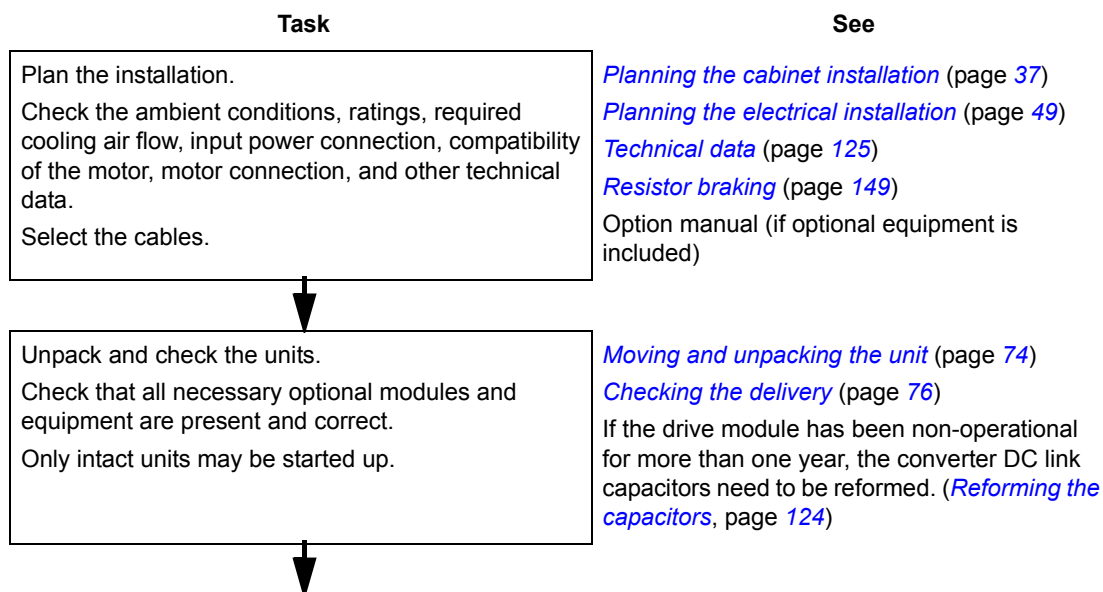 Task
See
Plan the installation.
Check the ambient conditions, ratings, required
cooling air flow, input power connection, compatibility
of the motor, motor connection, and other technical
data.
Select the cables.
Planning the cabinet installation (page 37)
Planning the electrical installation (page 49)
Technical data (page 125)
Resistor braking (page 149)
Option manual (if optional equipment is
included)
Unpack and check the units.
Check that all necessary optional modules and
equipment are present and correct.
Only intact units may be started up.
Moving and unpacking the unit (page 74)
Checking the delivery (page 76)
If the drive module has been non-operational
for more than one year, the converter DC link
capacitors need to be reformed. (Reforming the
capacitors, page 124)